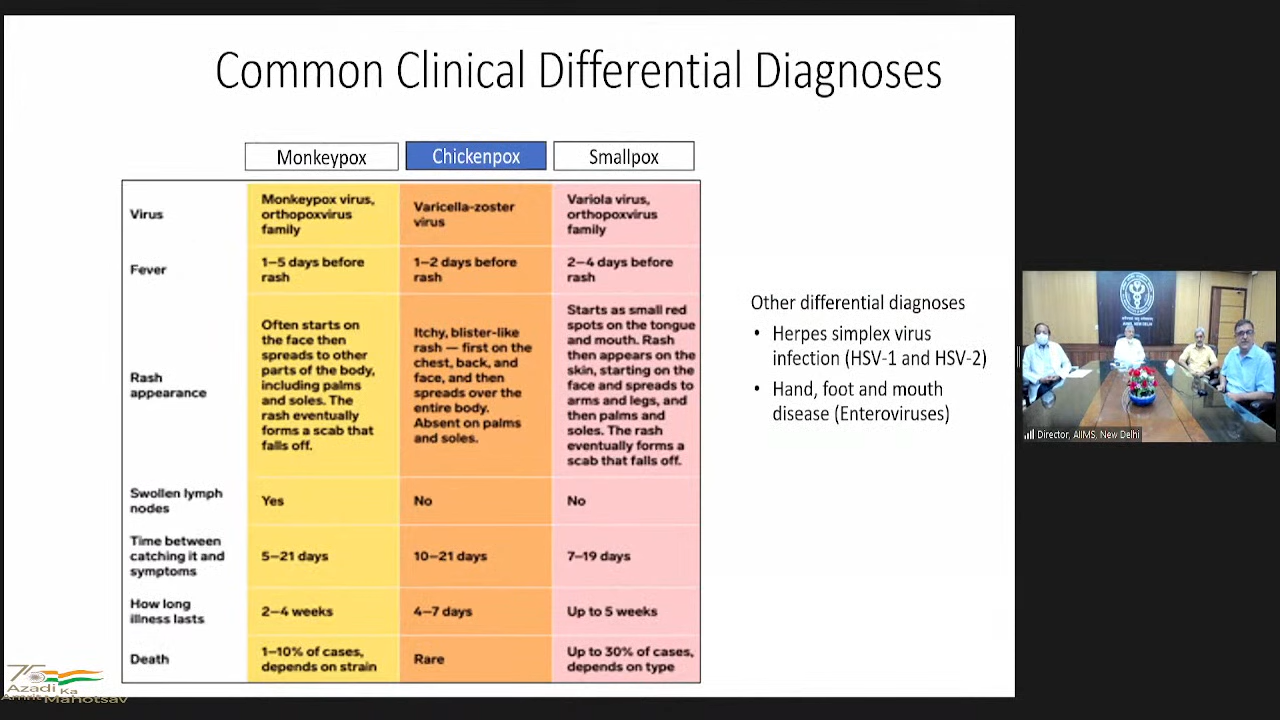 Common Clinical Differential Diagnoses
Monkeypox
Chickenpox
Smallpox
Virus
Monkeypox virus,
orthopoxvirus
family
Varicella-zoster
virus
Variola virus,
orthopoxvirus
family
Fever
1–5 days before
rash
1–2 days before
rash
2–4 days before
rash
Rash
appearance
Often starts on
the face then
spreads to other
parts of the body,
including palms
and soles. The
rash eventually
forms a scab that
falls off.
Itchy, blister-like
rash — first on the
chest, back, and
face, and then
spreads over the
entire body.
Absent on palms
and soles.
Starts as small red
spots on the tongue
and mouth. Rash
then appears on the
skin, starting on the
face and spreads to
arms and legs, and
then palms and
soles. The rash
eventually forms a
scab that falls off.
Swollen lymph
nodes
Yes
No
No
Time between
catching it and
symptoms
5–21 days
10–21 days
7–19 days
How long
illness lasts
2–4 weeks
4–7 days
Up to 5 weeks
Death
1–10% of cases,
depends on strain
Rare
Up to 30% of cases,
depends on type
Other differential diagnoses
• Herpes simplex virus
infection (HSV-1 and HSV-2)
• Hand, foot and mouth
disease (Enteroviruses)
Director, AIIMS, New Delhi
75
Azadi Ka
Amrit Mahotsav